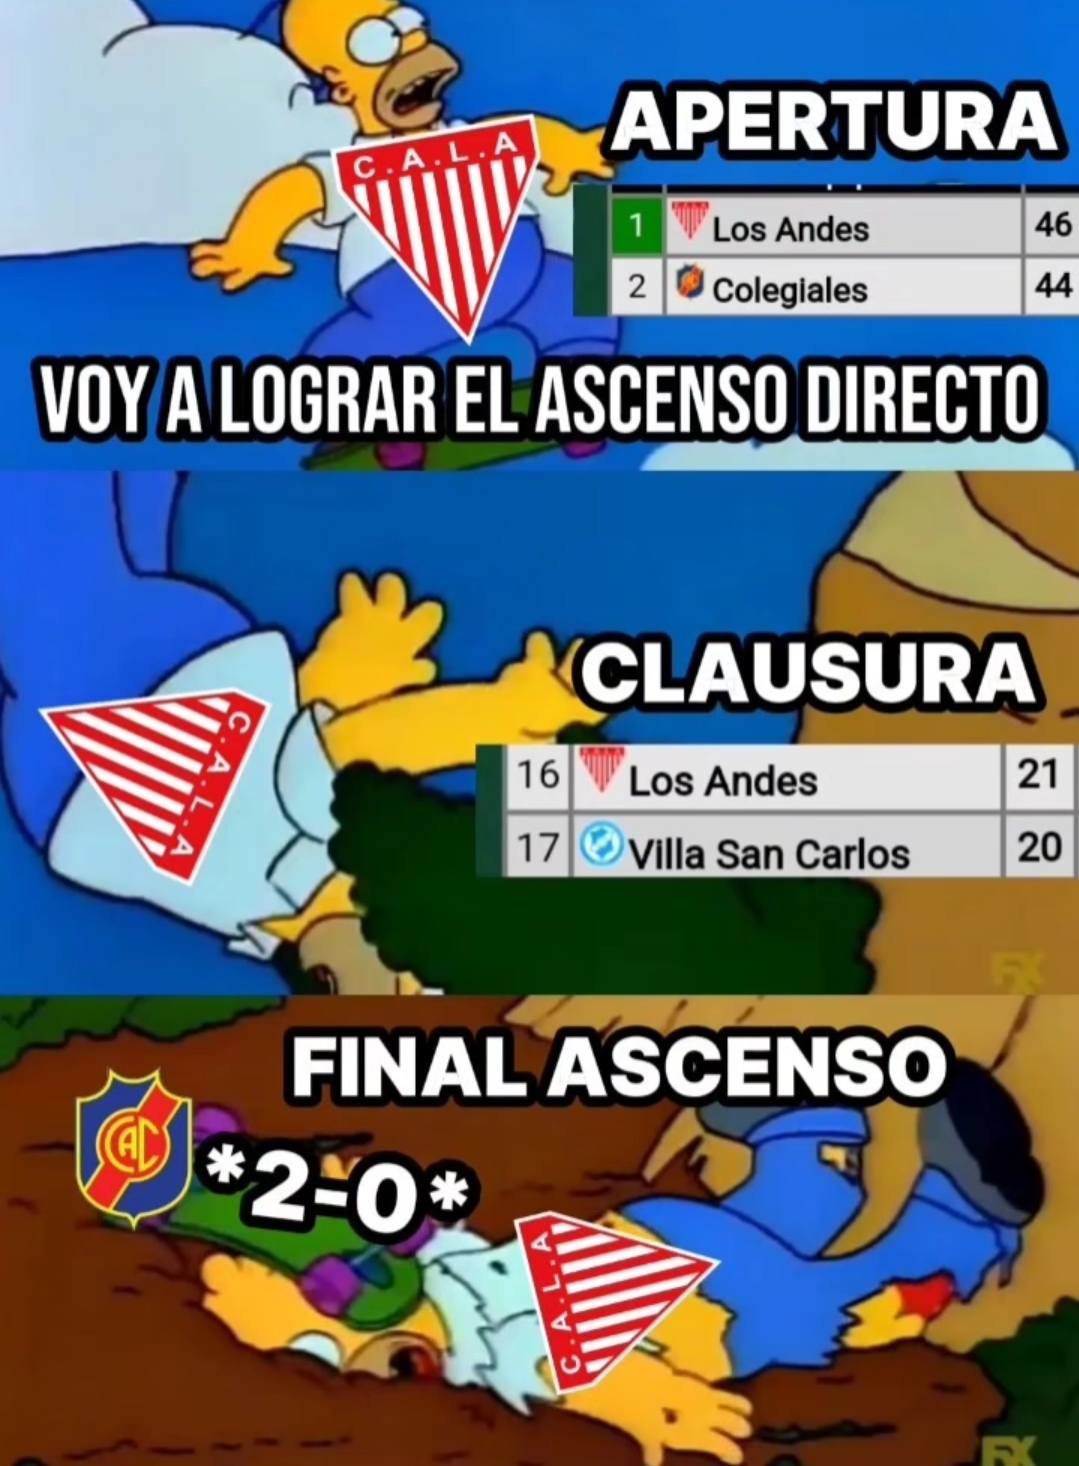 C.A.L.A
APERTURA
1 Los Andes 46
2 Colegiales 44
VOY A LOGRAR EL ASCENSO DIRECTO
CLAUSURA
C.A.L.A
16 Los Andes 21
17 Villa San Carlos 20
FX
FINAL ASCENSO
CAC
*2-0*
C.A.L.A
FX